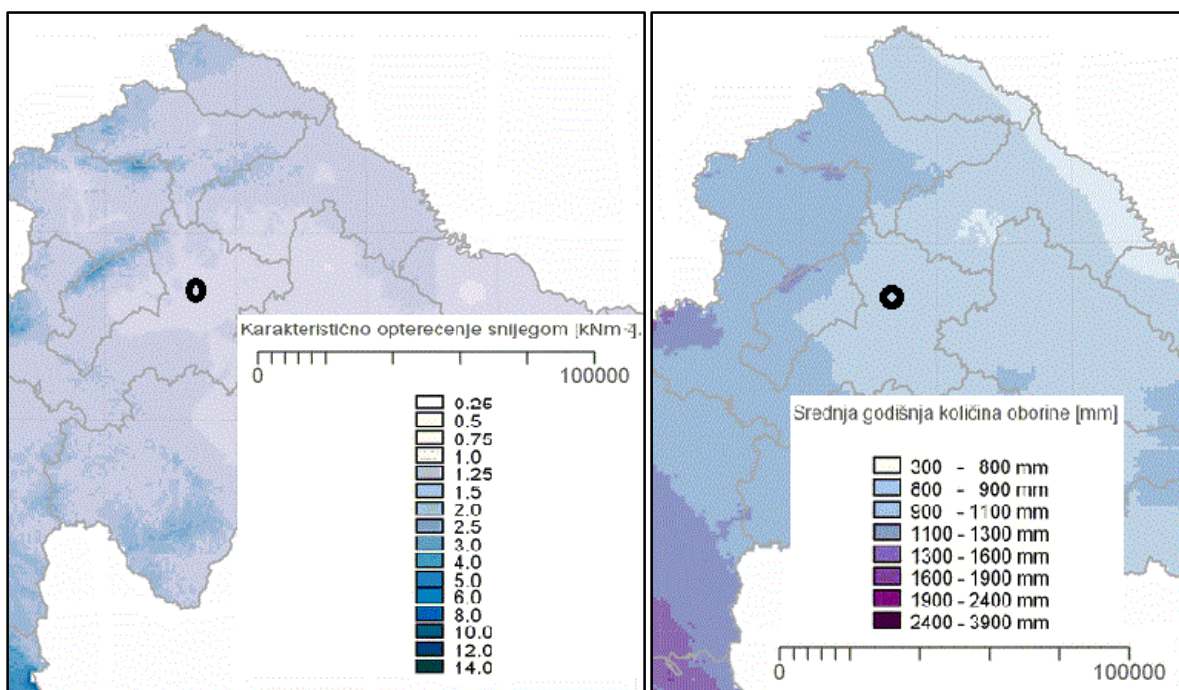 Karakteristično opterećenje snijegom [kNm-2].
0 100000
0.25
0.5
0.75
1.0
1.25
1.5
2.0
2.5
3.0
4.0
5.0
6.0
8.0
10.0
12.0
14.0
Srednja godišnja količina oborine [mm]
300 - 800 mm
800 - 900 mm
900 - 1100 mm
1100 - 1300 mm
1300 - 1600 mm
1600 - 1900 mm
1900 - 2400 mm
2400 - 3900 mm
0 100000